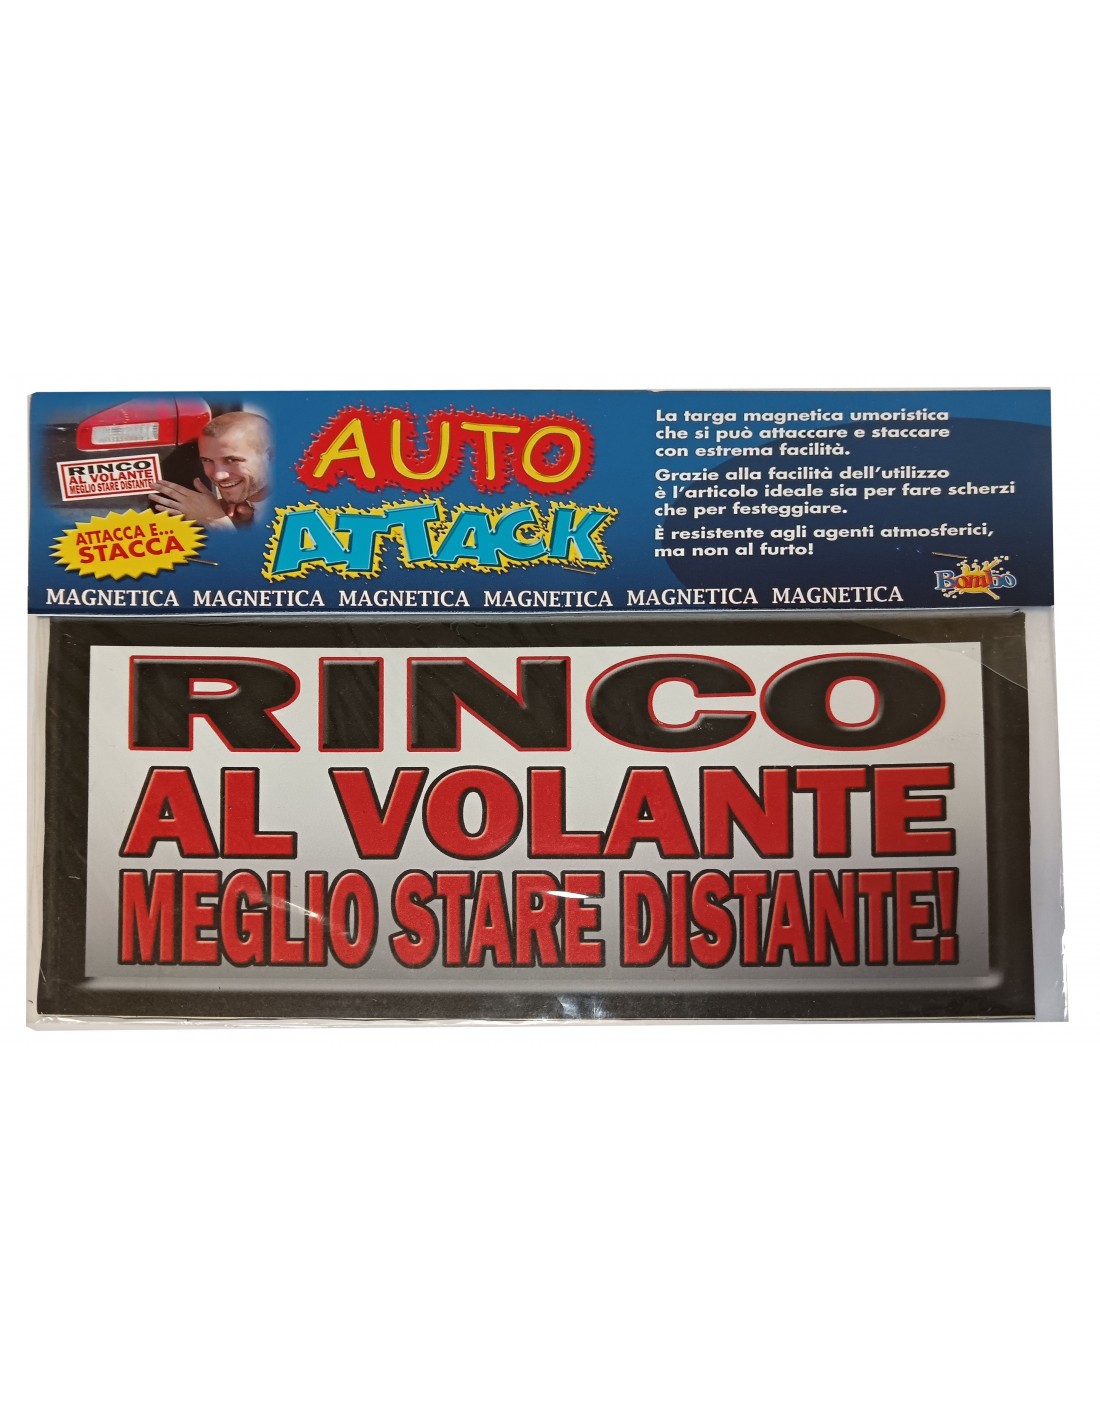 RINCO
AL VOLANTE
MEGLIO STARE DISTANTE!
ATTACCA E...
STACCA
AUTO
ATTACK
La targa magnetica umoristica
che si può attaccare e staccare
con estrema facilità.
Grazie alla facilità dell'utilizzo
è l'articolo ideale sia per fare scherzi
che per festeggiare.
È resistente agli agenti atmosferici,
ma non al furto!
Bombo
MAGNETICA MAGNETICA MAGNETICA MAGNETICA MAGNETICA MAGNETICA
RINCO
AL VOLANTE
MEGLIO STARE DISTANTE!